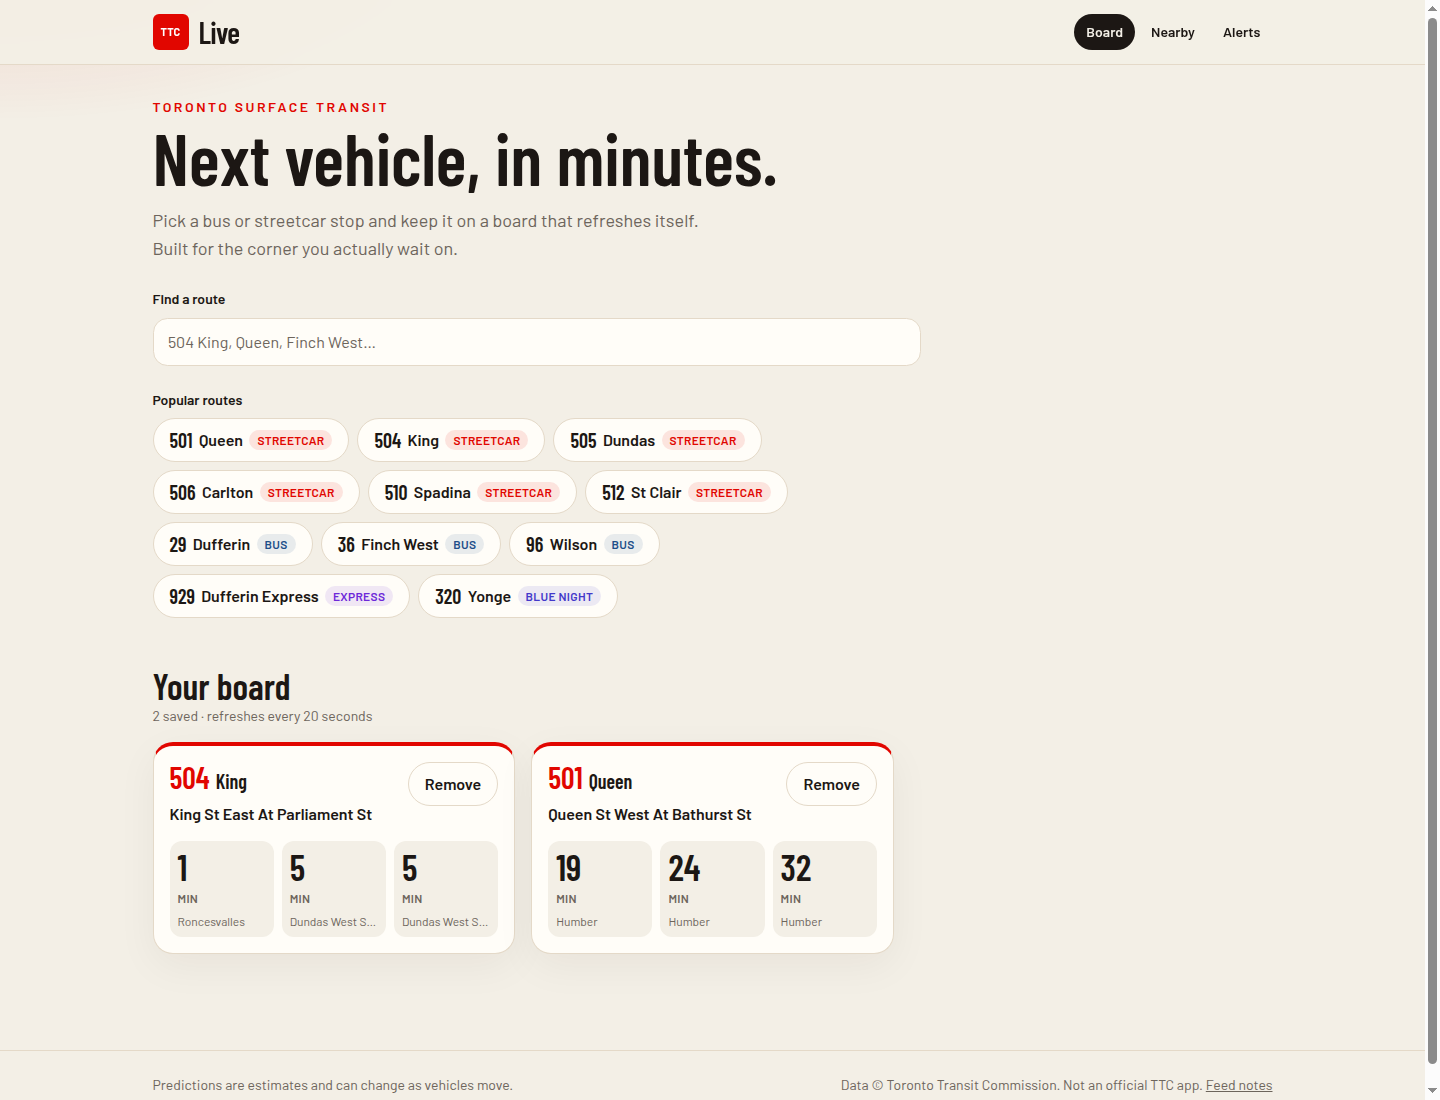 TTC Live
Board Nearby Alerts
TORONTO SURFACE TRANSIT
Next vehicle, in minutes.
Pick a bus or streetcar stop and keep it on a board that refreshes itself.
Built for the corner you actually wait on.
Find a route
504 King, Queen, Finch West...
Popular routes
501 Queen STREETCAR 504 King STREETCAR 505 Dundas STREETCAR
506 Carlton STREETCAR 510 Spadina STREETCAR 512 St Clair STREETCAR
29 Dufferin BUS 36 Finch West BUS 96 Wilson BUS
929 Dufferin Express EXPRESS 320 Yonge BLUE NIGHT
Your board
2 saved · refreshes every 20 seconds
504 King Remove
King St East At Parliament St
1 5 5
MIN MIN MIN
Roncesvalles Dundas West S... Dundas West S...
501 Queen Remove
Queen St West At Bathurst St
19 24 32
MIN MIN MIN
Humber Humber Humber
Predictions are estimates and can change as vehicles move.
Data © Toronto Transit Commission. Not an official TTC app. Feed notes